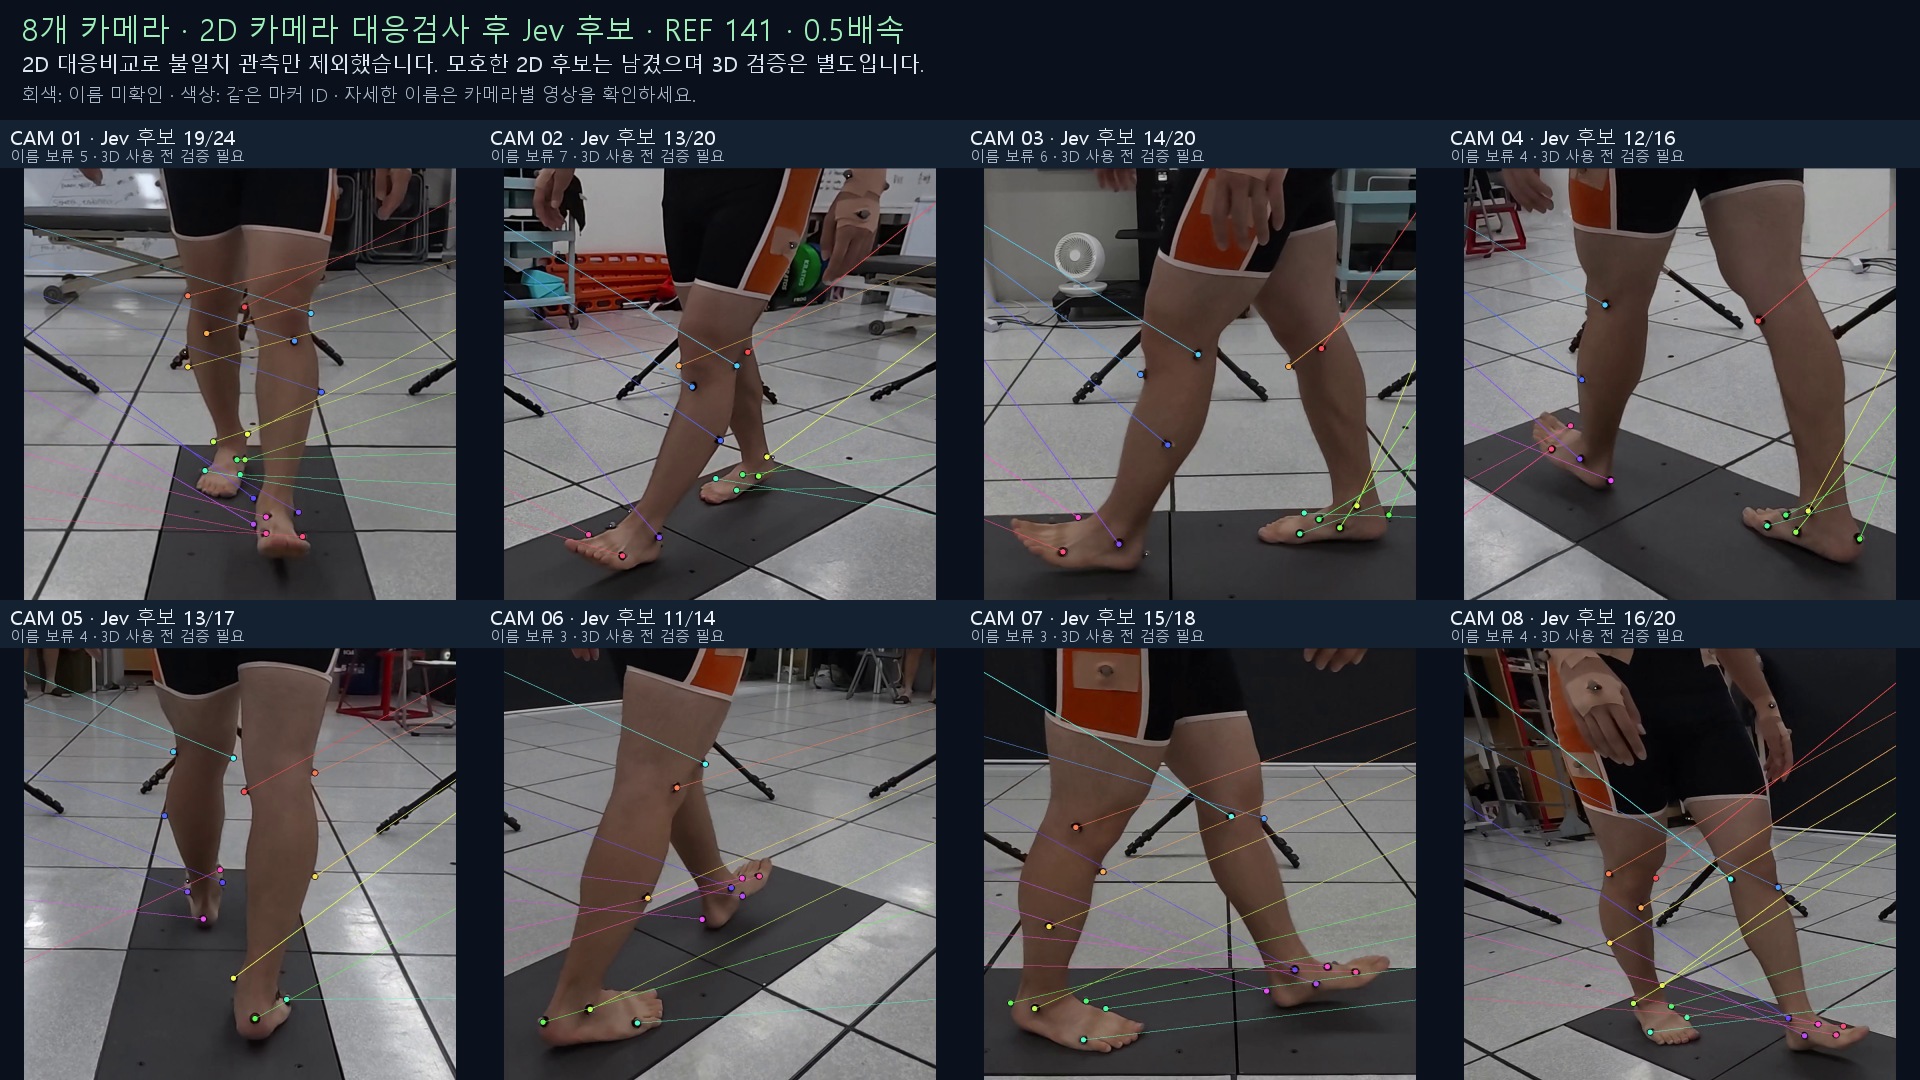 8개 카메라 · 2D 카메라 대응검사 후 Jev 후보 · REF 141 · 0.5배속
2D 대응비교로 불일치 관측만 제외했습니다. 모호한 2D 후보는 남겼으며 3D 검증은 별도입니다.
회색: 이름 미확인 · 색상: 같은 마커 ID · 자세한 이름은 카메라별 영상을 확인하세요.
CAM 01 · Jev 후보 19/24
이름 보류 5 · 3D 사용 전 검증 필요
CAM 02 · Jev 후보 13/20
이름 보류 7 · 3D 사용 전 검증 필요
CAM 03 · Jev 후보 14/20
이름 보류 6 · 3D 사용 전 검증 필요
CAM 04 · Jev 후보 12/16
이름 보류 4 · 3D 사용 전 검증 필요
CAM 05 · Jev 후보 13/17
이름 보류 4 · 3D 사용 전 검증 필요
CAM 06 · Jev 후보 11/14
이름 보류 3 · 3D 사용 전 검증 필요
CAM 07 · Jev 후보 15/18
이름 보류 3 · 3D 사용 전 검증 필요
CAM 08 · Jev 후보 16/20
이름 보류 4 · 3D 사용 전 검증 필요